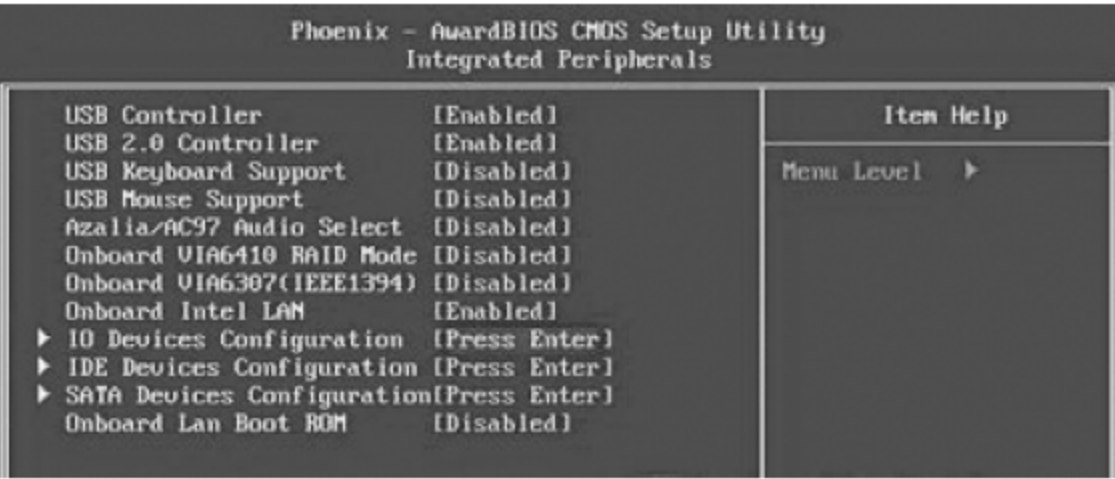 Phoenix - AwardBIOS CMOS Setup Utility
Integrated Peripherals
USB Controller [Enabled]
USB 2.0 Controller [Enabled]
USB Keyboard Support [Disabled]
USB Mouse Support [Disabled]
Azalia/AC97 Audio Select [Disabled]
Onboard VIA6410 RAID Mode [Disabled]
Onboard VIA6307(IEEE1394) [Disabled]
Onboard Intel LAN [Enabled]
IO Devices Configuration [Press Enter]
IDE Devices Configuration [Press Enter]
SATA Devices Configuration[Press Enter]
Onboard Lan Boot ROM [Disabled]
Item Help
Menu Level